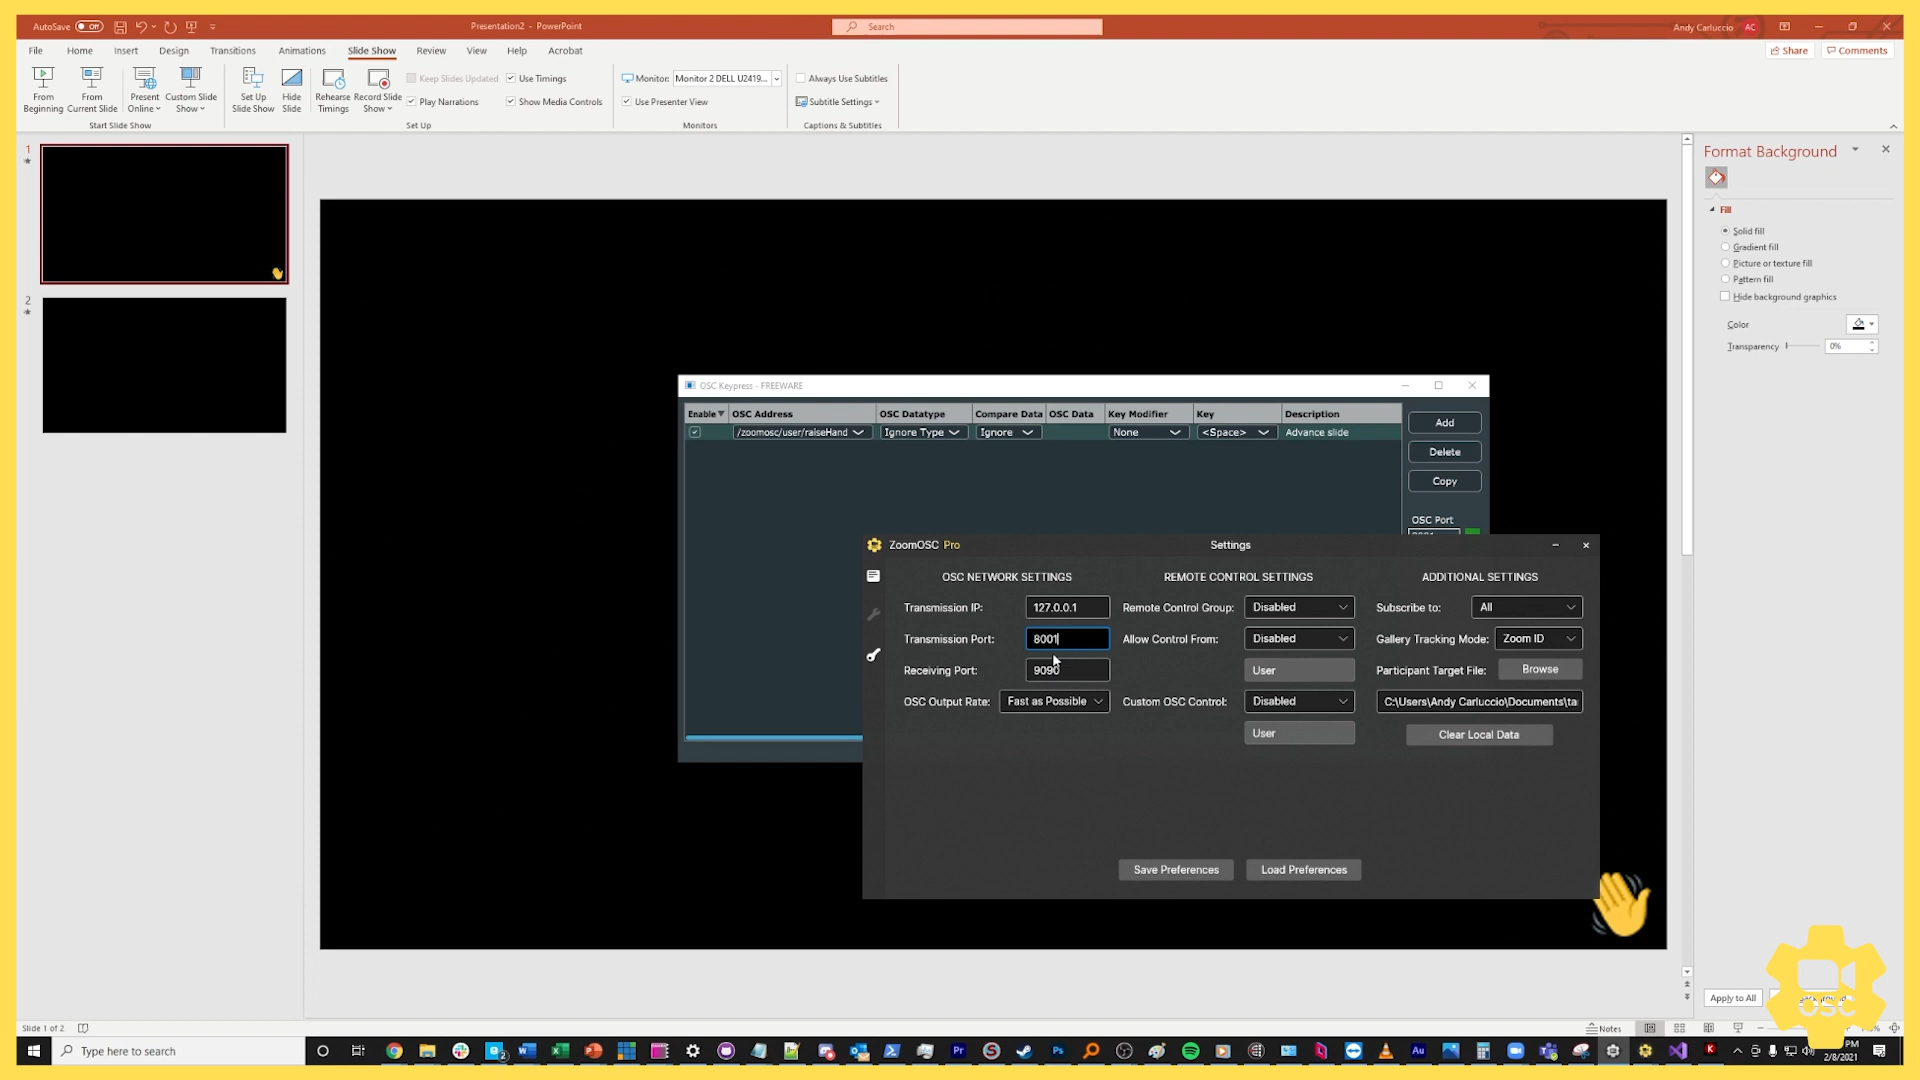 AutoSave Off
Presentation2 - PowerPoint
Search
Andy Carluccio AC
File Home Insert Design Transitions Animations Slide Show Review View Help Acrobat
Share Comments
From Beginning
From Current Slide
Present Online
Custom Slide Show
Set Up Slide Show
Hide Slide
Rehearse Timings
Record Slide Show
Keep Slides Updated
Use Timings
Play Narrations
Show Media Controls
Monitor: Monitor 2 DELL U2419...
Use Presenter View
Always Use Subtitles
Subtitle Settings
Start Slide Show
Set Up
Monitors
Captions & Subtitles
1
2
Format Background
Fill
Solid fill
Gradient fill
Picture or texture fill
Pattern fill
Hide background graphics
Color
Transparency 0%
OSC Keypress - FREEWARE
Enable OSC Address OSC Datatype Compare Data OSC Data Key Modifier Key Description
/zoomosc/user/raiseHand Ignore Type Ignore None <Space> Advance slide
Add
Delete
Copy
OSC Port
ZoomOSC Pro
Settings
OSC NETWORK SETTINGS
Transmission IP: 127.0.0.1
Transmission Port: 8001
Receiving Port: 9090
OSC Output Rate: Fast as Possible
REMOTE CONTROL SETTINGS
Remote Control Group: Disabled
Allow Control From: Disabled
User
Custom OSC Control: Disabled
User
ADDITIONAL SETTINGS
Subscribe to: All
Gallery Tracking Mode: Zoom ID
Participant Target File: Browse
C:\Users\Andy Carluccio\Documents\ta
Clear Local Data
Save Preferences
Load Preferences
Apply to All
OSC
Slide 1 of 2
Notes
Type here to search
PM
2/8/2021